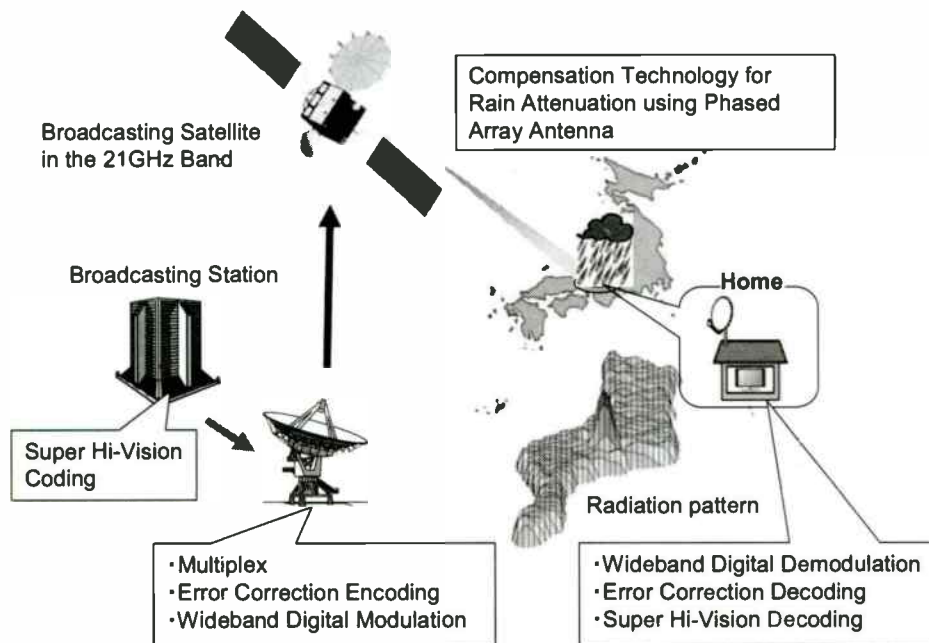 Compensation Technology for
Rain Attenuation using Phased
Array Antenna
Broadcasting Satellite
in the 21GHz Band
Broadcasting Station
Home
Super Hi-Vision
Coding
Radiation pattern
・Multiplex
・Error Correction Encoding
・Wideband Digital Modulation
・Wideband Digital Demodulation
・Error Correction Decoding
・Super Hi-Vision Decoding